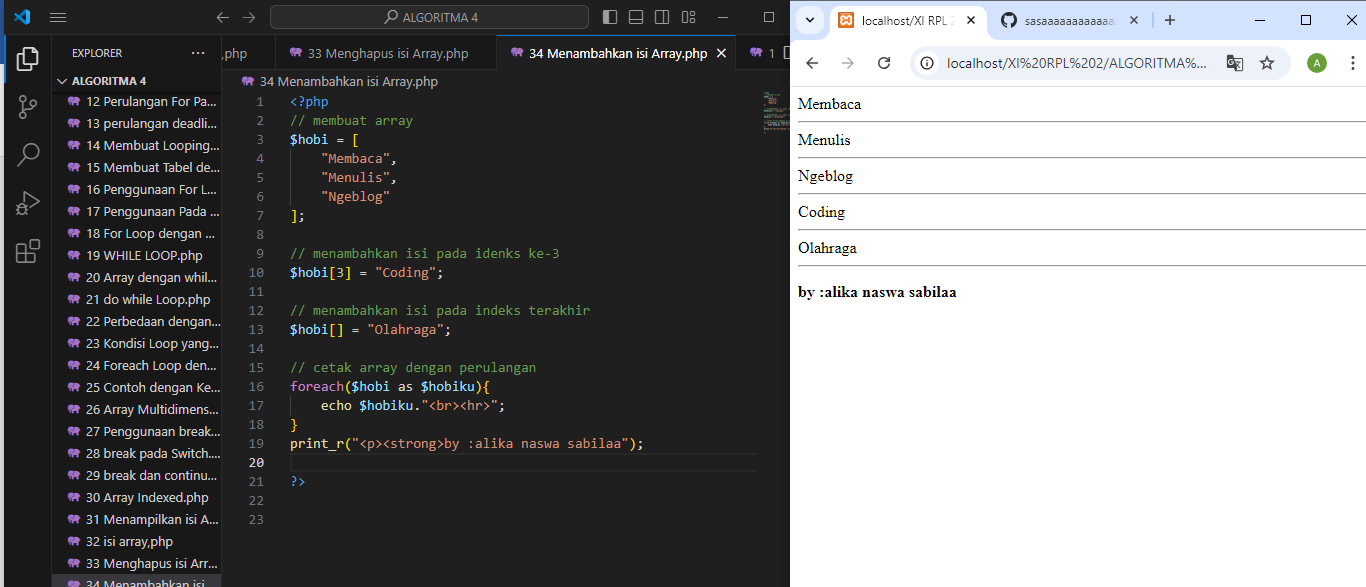 ALGORITMA 4
EXPLORER
ALGORITMA 4
12 Perulangan For Pa...
13 perulangan deadli...
14 Membuat Looping...
15 Membuat Tabel de...
16 Penggunaan For L...
17 Penggunaan Pada ...
18 For Loop dengan ...
19 WHILE LOOP.php
20 Array dengan whil...
21 do while Loop.php
22 Perbedaan dengan...
23 Kondisi Loop yang...
24 Foreach Loop den...
25 Contoh dengan Ke...
26 Array Multidimens...
27 Penggunaan break...
28 break pada Switch....
29 break dan continu...
30 Array Indexed.php
31 Menampilkan isi A...
32 isi array,php
33 Menghapus isi Arr...
34 Menambahkan isi
.php
33 Menghapus isi Array.php
34 Menambahkan isi Array.php
1
34 Menambahkan isi Array.php
1 <?php
2 // membuat array
3 $hobi = [
4 "Membaca",
5 "Menulis",
6 "Ngeblog"
7 ];
8
9 // menambahkan isi pada idenks ke-3
10 $hobi[3] = "Coding";
11
12 // menambahkan isi pada indeks terakhir
13 $hobi[] = "Olahraga";
14
15 // cetak array dengan perulangan
16 foreach($hobi as $hobiku){
17 echo $hobiku."<br><hr>";
18 }
19 print_r("<p><strong>by :alika naswa sabilaa");
20
21 ?>
22
23
localhost/XI RPL 2
sasaaaaaaaaaaaa
localhost/XI%20RPL%202/ALGORITMA%...
A
Membaca
Menulis
Ngeblog
Coding
Olahraga
by :alika naswa sabilaa